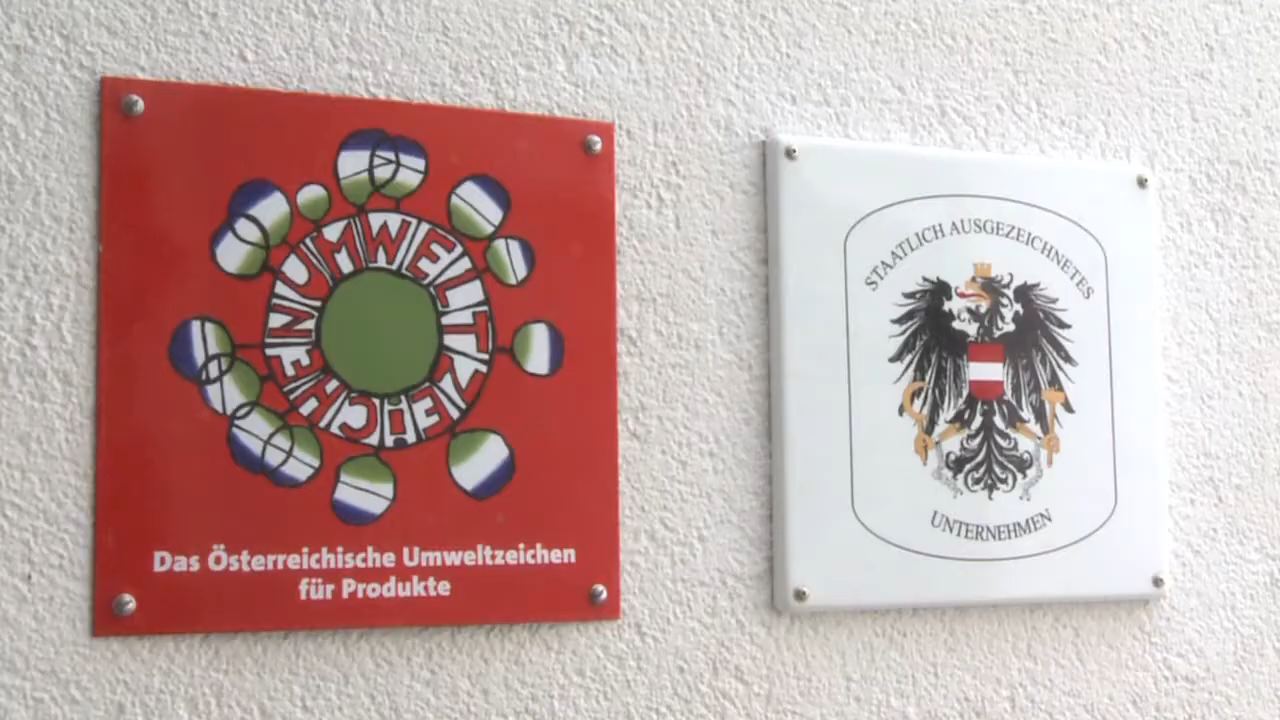 UMWELTZEICHEN
Das Österreichische Umweltzeichen
für Produkte
STAATLICH AUSGEZEICHNETES
UNTERNEHMEN